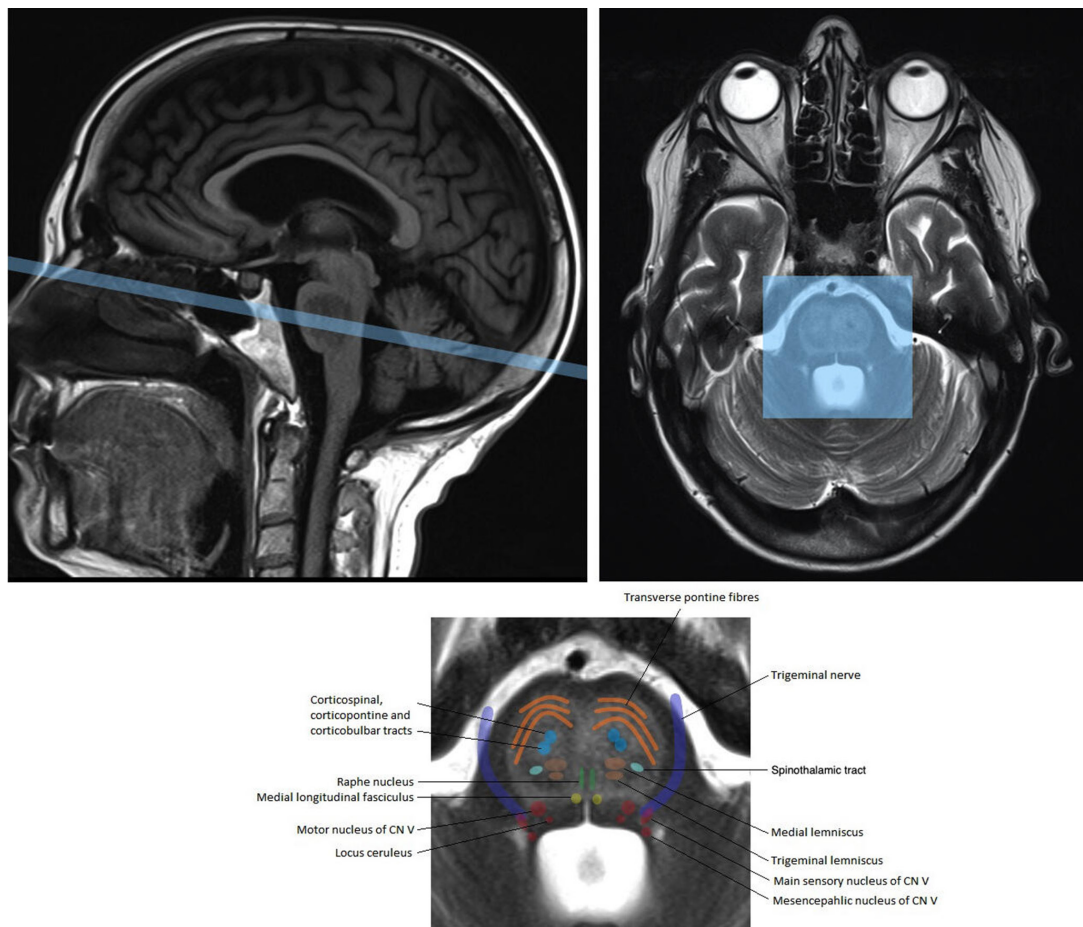 Transverse pontine fibres
Trigeminal nerve
Corticospinal,
corticopontine and
corticobulbar tracts
Spinothalamic tract
Raphe nucleus
Medial longitudinal fasciculus
Motor nucleus of CN V
Medial lemniscus
Locus ceruleus
Trigeminal lemniscus
Main sensory nucleus of CN V
Mesencepahlic nucleus of CN V